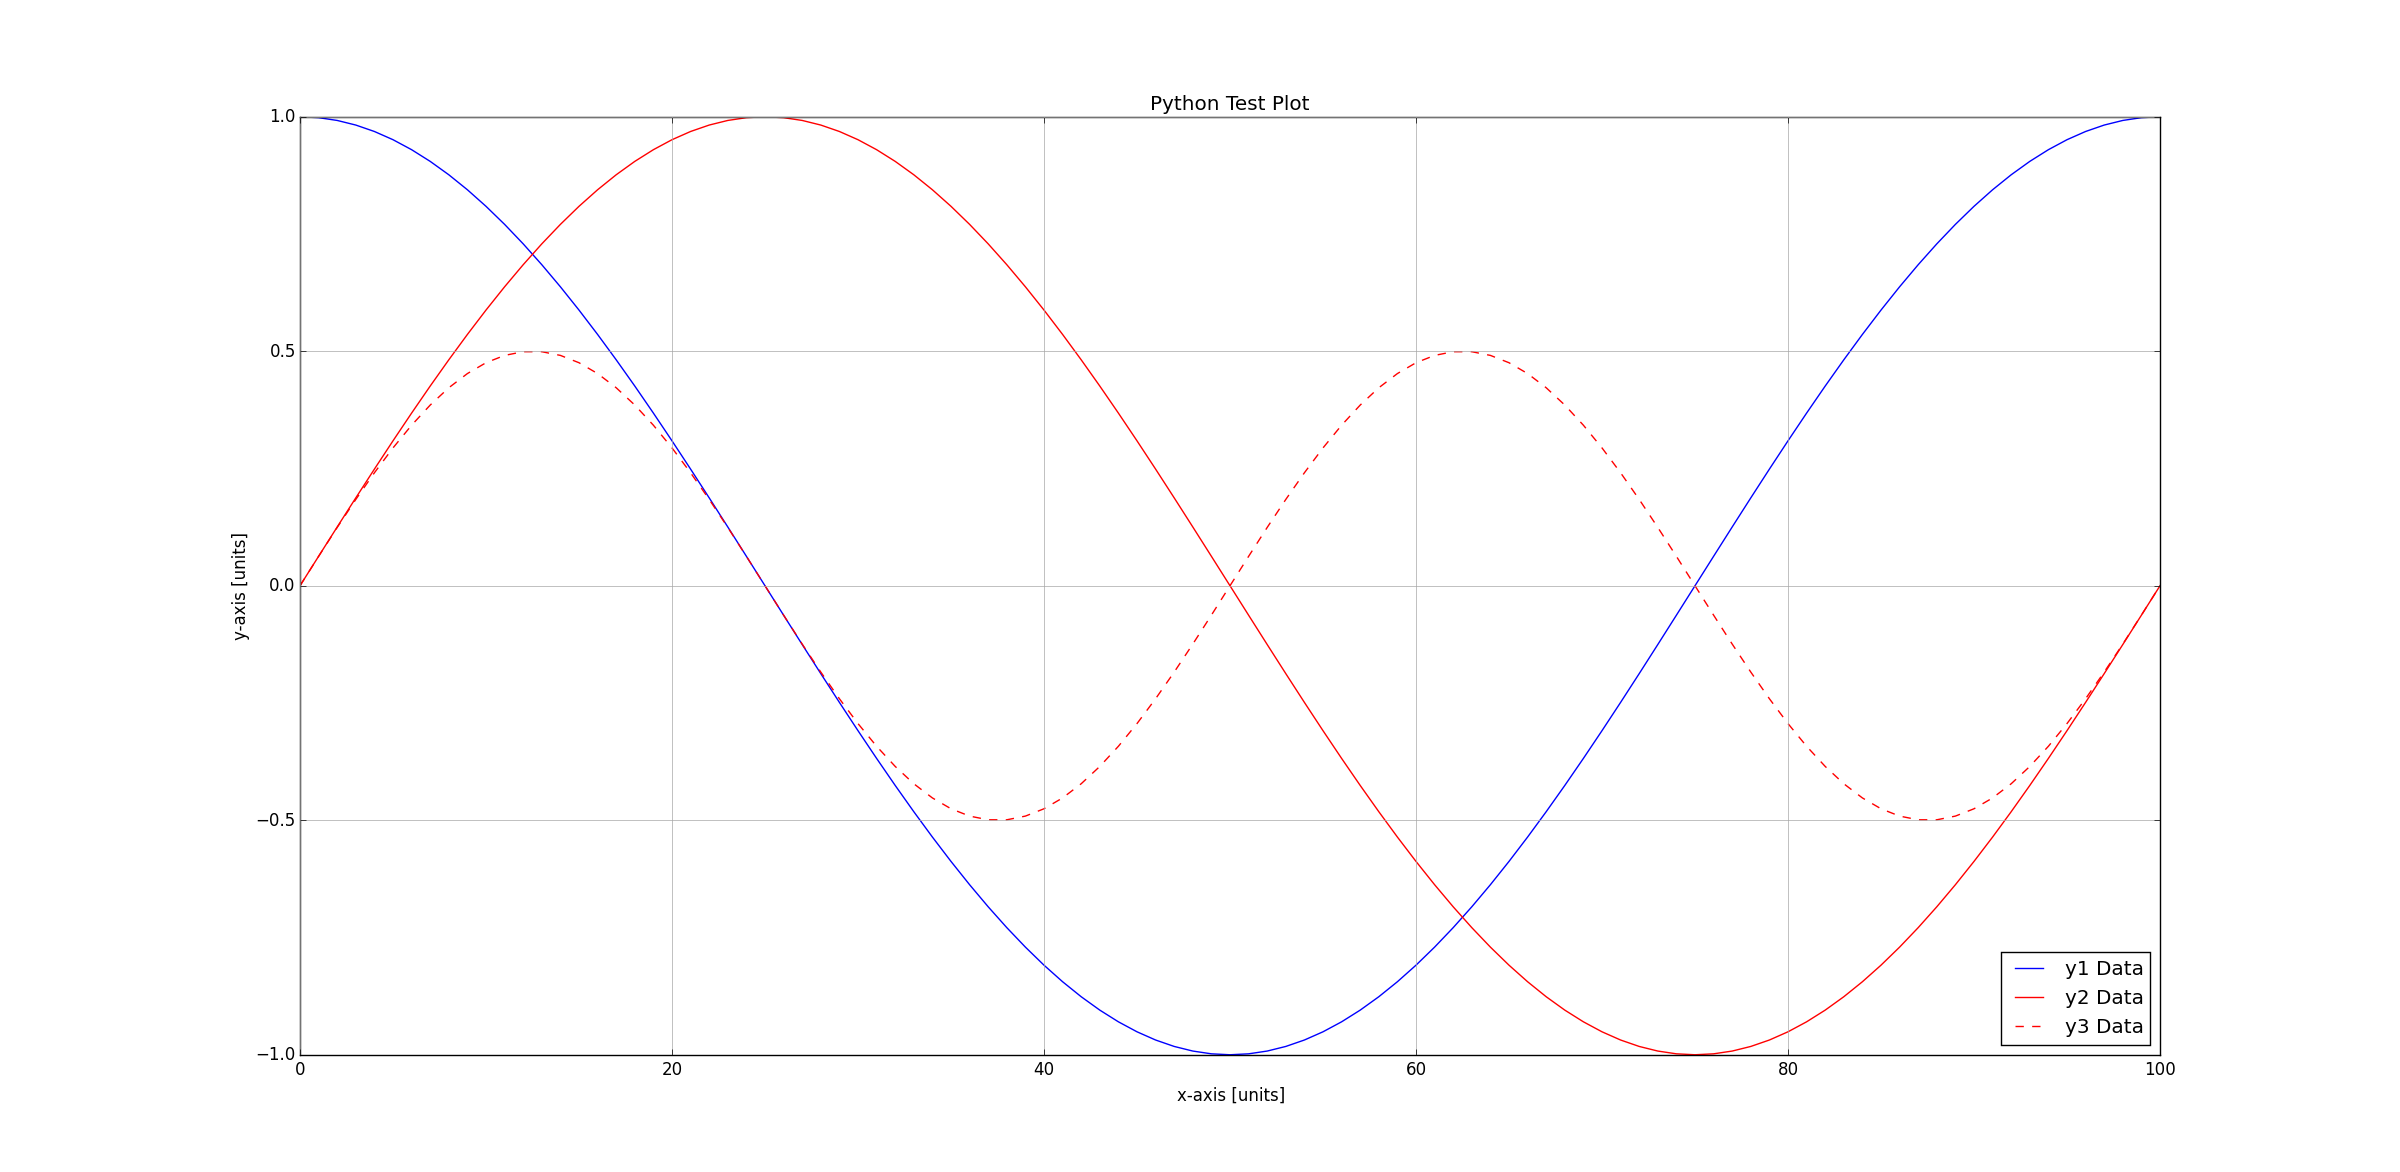 Python Test Plot
1.0
0.5
0.0
−0.5
−1.0
y-axis [units]
0 20 40 60 80 100
x-axis [units]
y1 Data
y2 Data
y3 Data